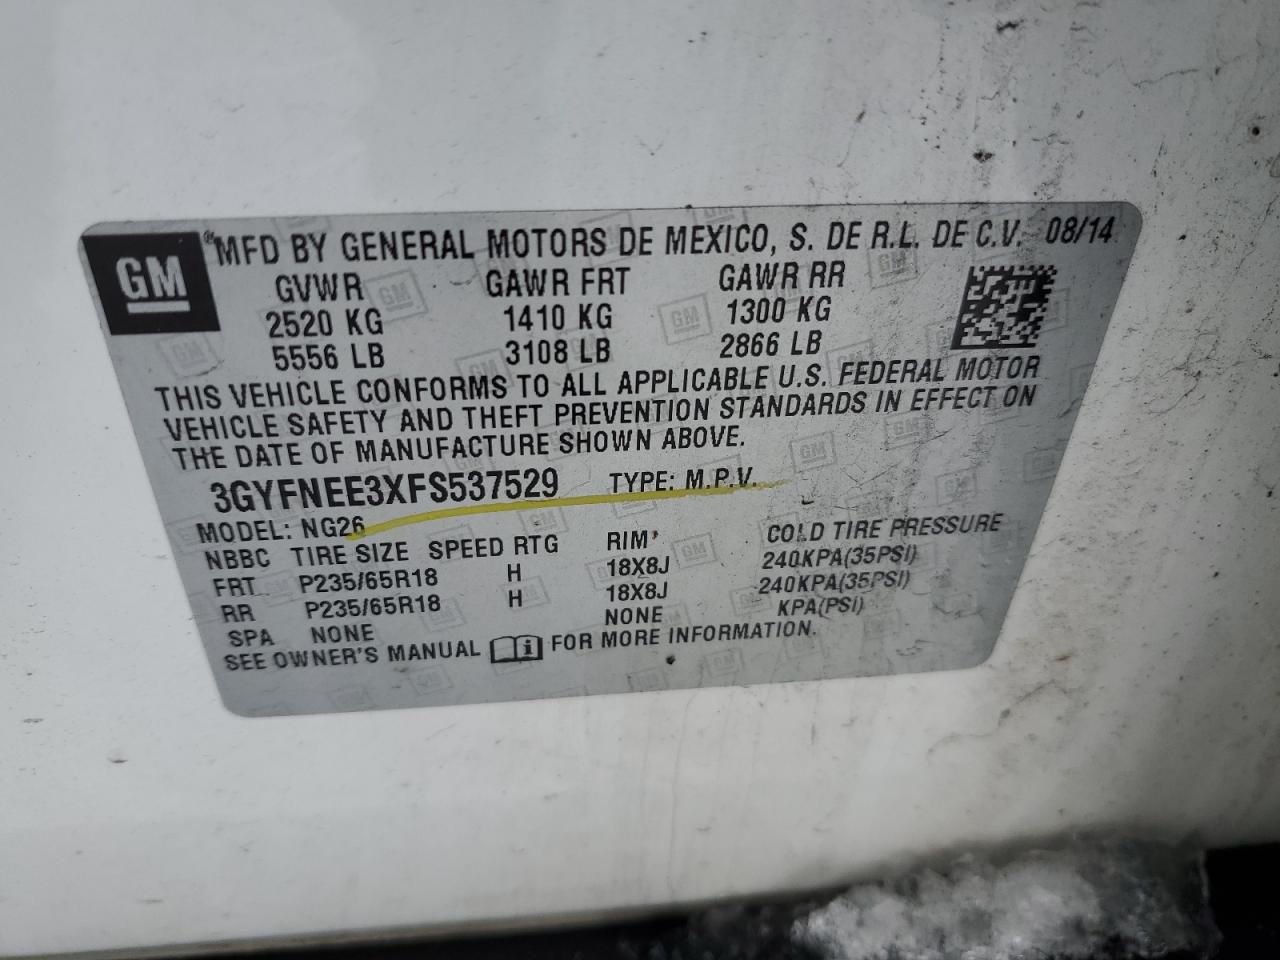 GM
®MFD BY GENERAL MOTORS DE MEXICO, S. DE R.L. DE C.V. 08/14
GVWR GAWR FRT GAWR RR
2520 KG 1410 KG 1300 KG
5556 LB 3108 LB 2866 LB
THIS VEHICLE CONFORMS TO ALL APPLICABLE U.S. FEDERAL MOTOR
VEHICLE SAFETY AND THEFT PREVENTION STANDARDS IN EFFECT ON
THE DATE OF MANUFACTURE SHOWN ABOVE.
3GYFNEE3XFS537529 TYPE: M.P.V.
MODEL: NG26
NBBC TIRE SIZE SPEED RTG RIM COLD TIRE PRESSURE
FRT P235/65R18 H 18X8J 240KPA(35PSI)
RR P235/65R18 H 18X8J 240KPA(35PSI)
SPA NONE NONE KPA(PSI)
SEE OWNER'S MANUAL i FOR MORE INFORMATION.